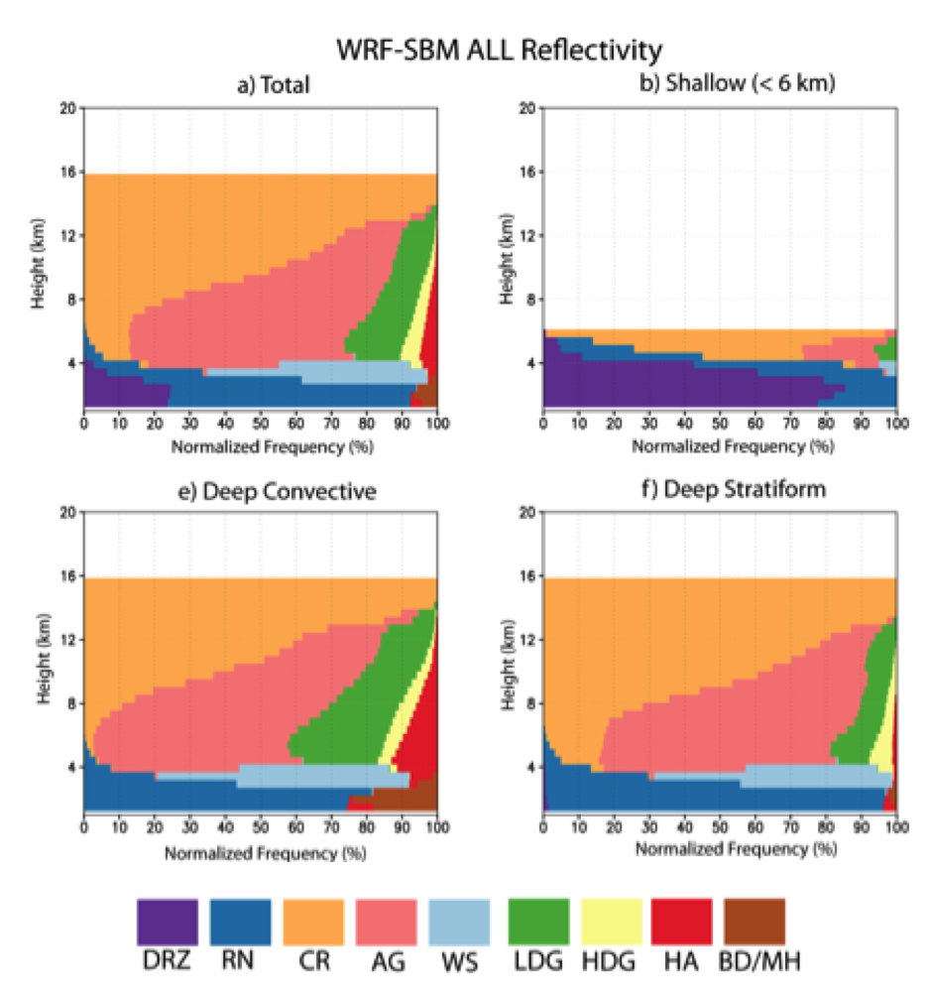 WRF-SBM ALL Reflectivity
a) Total
b) Shallow (< 6 km)
20
16
12
8
4
Height (km)
0 10 20 30 40 50 60 70 80 90 100
Normalized Frequency (%)
20
16
12
8
4
Height (km)
0 10 20 30 40 50 60 70 80 90 100
Normalized Frequency (%)
e) Deep Convective
f) Deep Stratiform
20
16
12
8
4
Height (km)
0 10 20 30 40 50 60 70 80 90 100
Normalized Frequency (%)
20
16
12
8
4
Height (km)
0 10 20 30 40 50 60 70 80 90 100
Normalized Frequency (%)
DRZ RN CR AG WS LDG HDG HA BD/MH